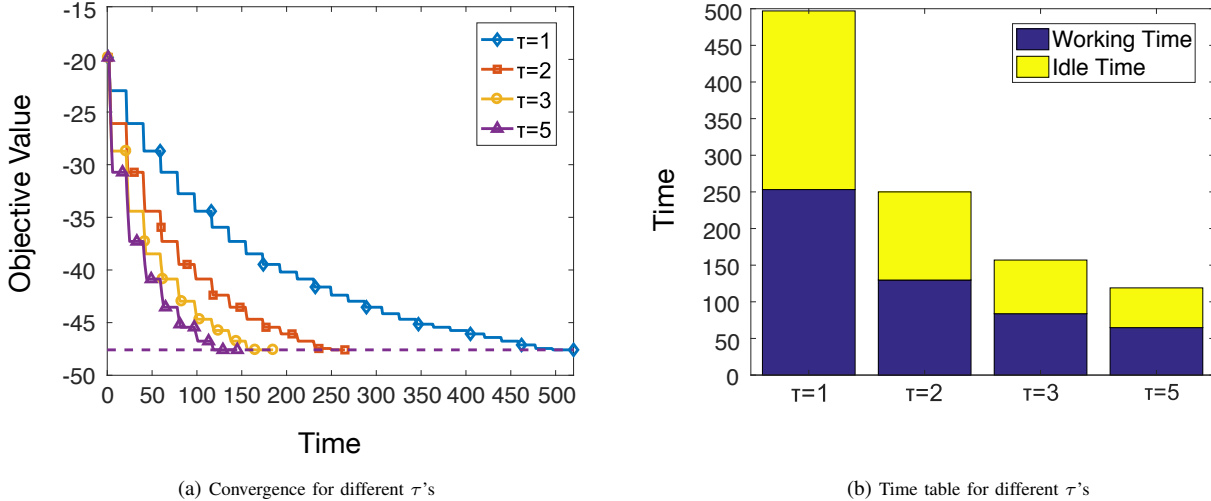 -15
-20
-25
-30
-35
-40
-45
-50
Objective Value
0 50 100 150 200 250 300 350 400 450 500
Time
τ=1
τ=2
τ=3
τ=5
(a) Convergence for different τ's
500
450
400
350
300
250
200
150
100
50
0
Time
Working Time
Idle Time
τ=1 τ=2 τ=3 τ=5
(b) Time table for different τ's